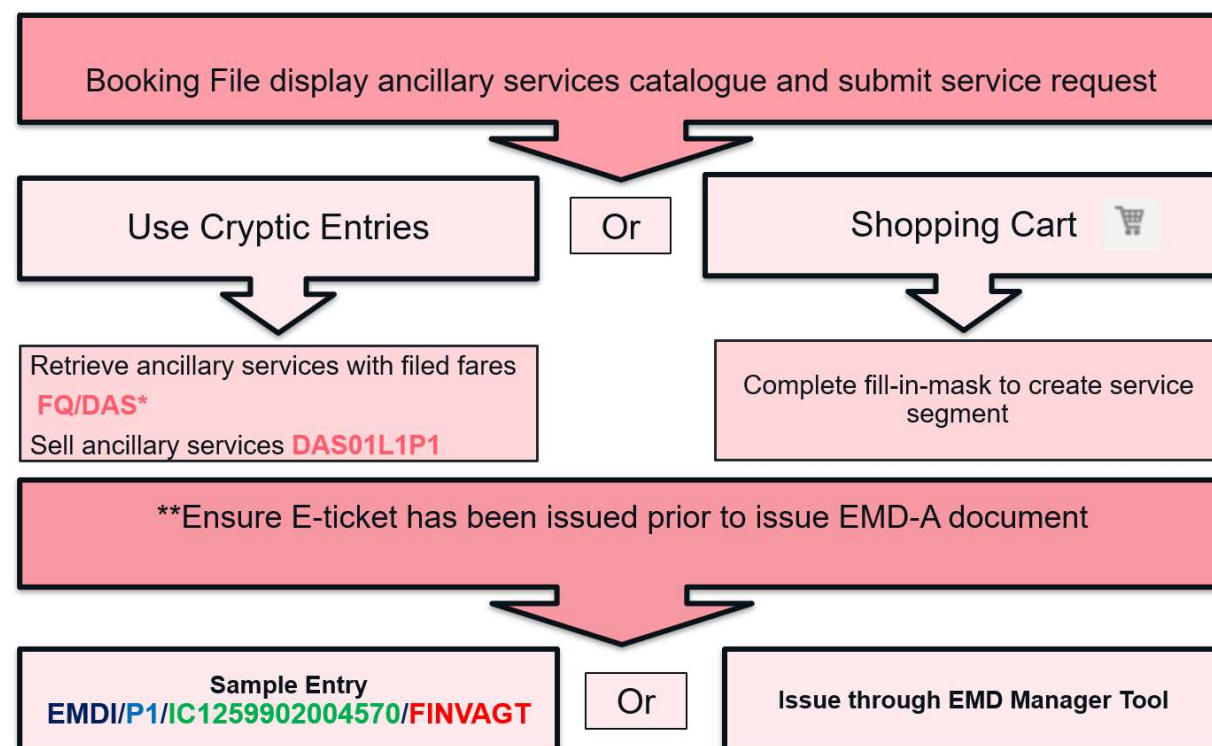 Booking File display ancillary services catalogue and submit service request
Use Cryptic Entries
Or
Shopping Cart
Retrieve ancillary services with filed fares
FQ/DAS*
Sell ancillary services DAS01L1P1
Complete fill-in-mask to create service
segment
**Ensure E-ticket has been issued prior to issue EMD-A document
Sample Entry
EMDI/P1/IC1259902004570/FINVAGT
Or
Issue through EMD Manager Tool